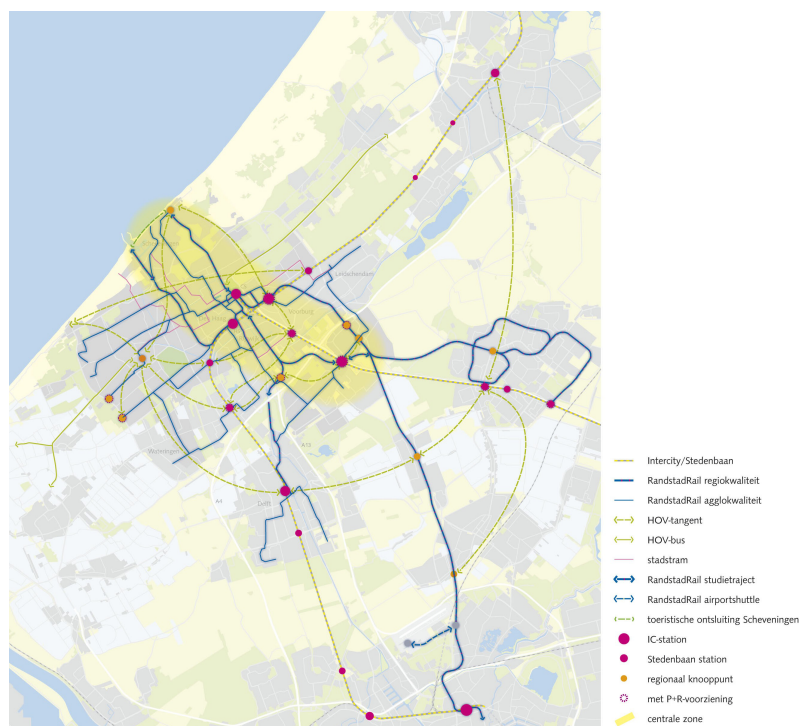 Leidschendam
Voorburg
Wateringen
A13
A4
Delft
Intercity/Stedenbaan
RandstadRail regiokwaliteit
RandstadRail agglokwaliteit
HOV-tangent
HOV-bus
stadstram
RandstadRail studietraject
RandstadRail airportshuttle
toeristische ontsluiting Scheveningen
IC-station
Stedenbaan station
regionaal knooppunt
met P+R-voorziening
centrale zone